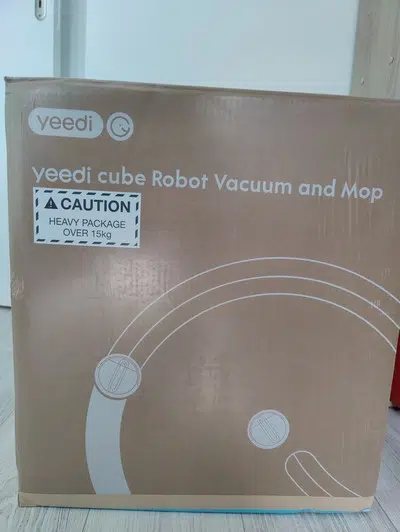 yeedi
yeedi cube Robot Vacuum and Mop
CAUTION
HEAVY PACKAGE
OVER 15kg